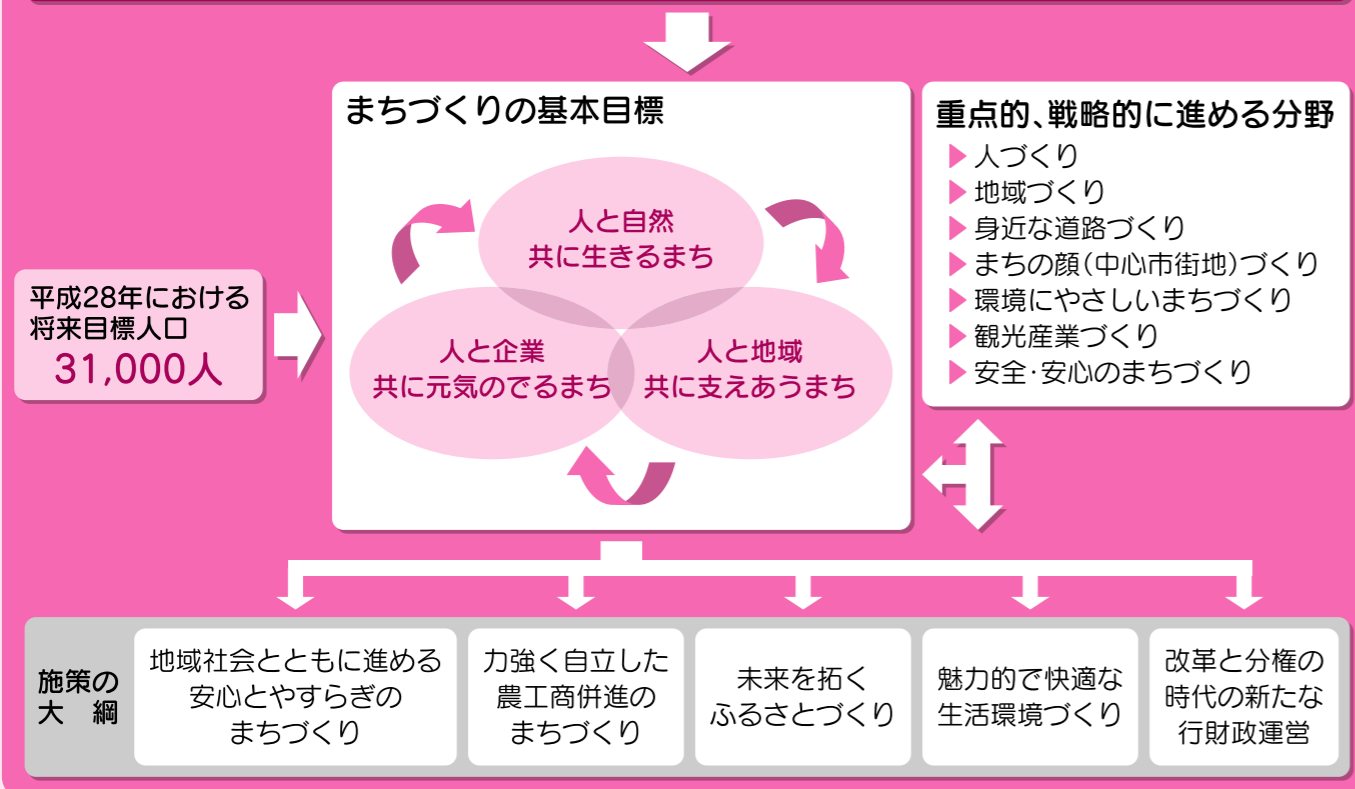 まちづくりの基本目標
人と自然
共に生きるまち
人と企業
共に元気のでるまち
人と地域
共に支えあうまち
平成28年における
将来目標人口
31,000人
重点的、戦略的に進める分野
人づくり
地域づくり
身近な道路づくり
まちの顔(中心市街地)づくり
環境にやさしいまちづくり
観光産業づくり
安全・安心のまちづくり
施策の
大 綱
地域社会とともに進める
安心とやすらぎの
まちづくり
力強く自立した
農工商併進の
まちづくり
未来を拓く
ふるさとづくり
魅力的で快適な
生活環境づくり
改革と分権の
時代の新たな
行財政運営